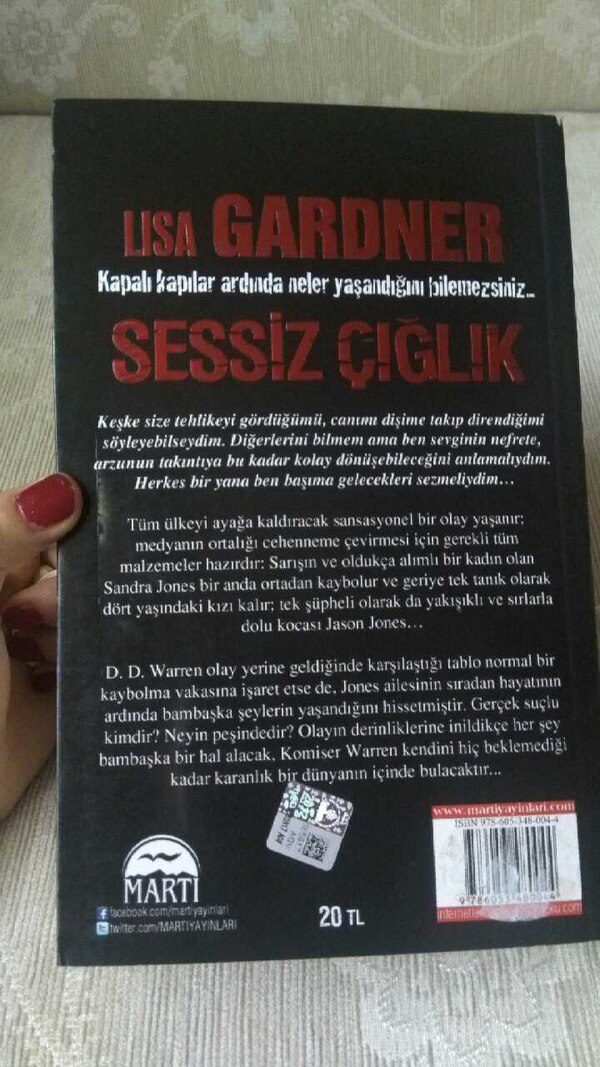 LISA GARDNER
Kapalı kapılar ardında neler yaşandığını bilemezsiniz...
SESSİZ ÇIĞLIK
Keşke size tehlikeyi gördüğümü, canımı dişime takıp direndiğimi
söyleyebilseydim. Diğerlerini bilmem ama ben sevginin nefrete,
arzunun takıntıya bu kadar kolay dönüşebileceğini anlamalıydım.
Herkes bir yana ben başıma gelecekleri sezmeliydim...
Tüm ülkeyi ayağa kaldıracak sansasyonel bir olay yaşanır;
medyanın ortalığı cehenneme çevirmesi için gerekli tüm
malzemeler hazırdır: Sarışın ve oldukça alımlı bir kadın olan
Sandra Jones bir anda ortadan kaybolur ve geriye tek tanık olarak
dört yaşındaki kızı kalır; tek şüpheli olarak da yakışıklı ve sırlarla
dolu kocası Jason Jones...
D. D. Warren olay yerine geldiğinde karşılaştığı tablo normal bir
kaybolma vakasına işaret etse de, Jones ailesinin sıradan hayatının
ardında bambaşka şeylerin yaşandığını hissetmiştir. Gerçek suçlu
kimdir? Neyin peşindedir? Olayın derinliklerine inildikçe her şey
bambaşka bir hal alacak, Komiser Warren kendini hiç beklemediği
kadar karanlık bir dünyanın içinde bulacaktır...
www.martiyayinlari.com
ISBN 978-605-348-004-4
MARTI
facebook.com/martiyayinlari
twitter.com/MARTIYAYINLARI
20 TL